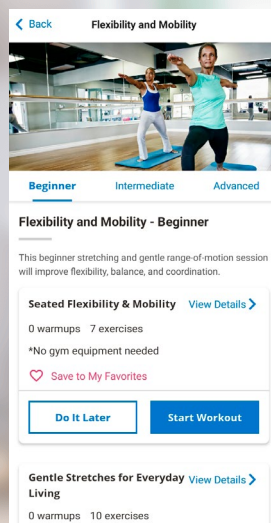 Back
Flexibility and Mobility
Beginner Intermediate Advanced
Flexibility and Mobility - Beginner
This beginner stretching and gentle range-of-motion session
will improve flexibility, balance, and coordination.
Seated Flexibility & Mobility View Details
0 warmups 7 exercises
*No gym equipment needed
Save to My Favorites
Do It Later Start Workout
Gentle Stretches for Everyday View Details
Living
0 warmups 10 exercises